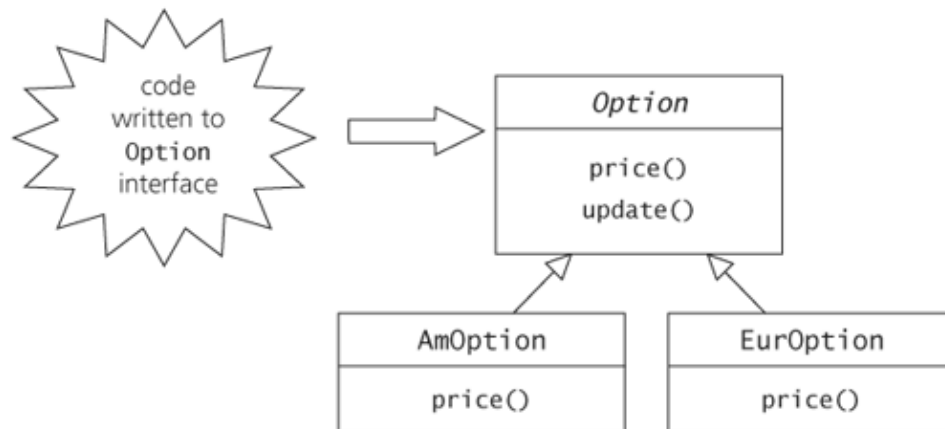 code
written to
Option
interface
Option
price()
update()
AmOption
price()
EurOption
price()